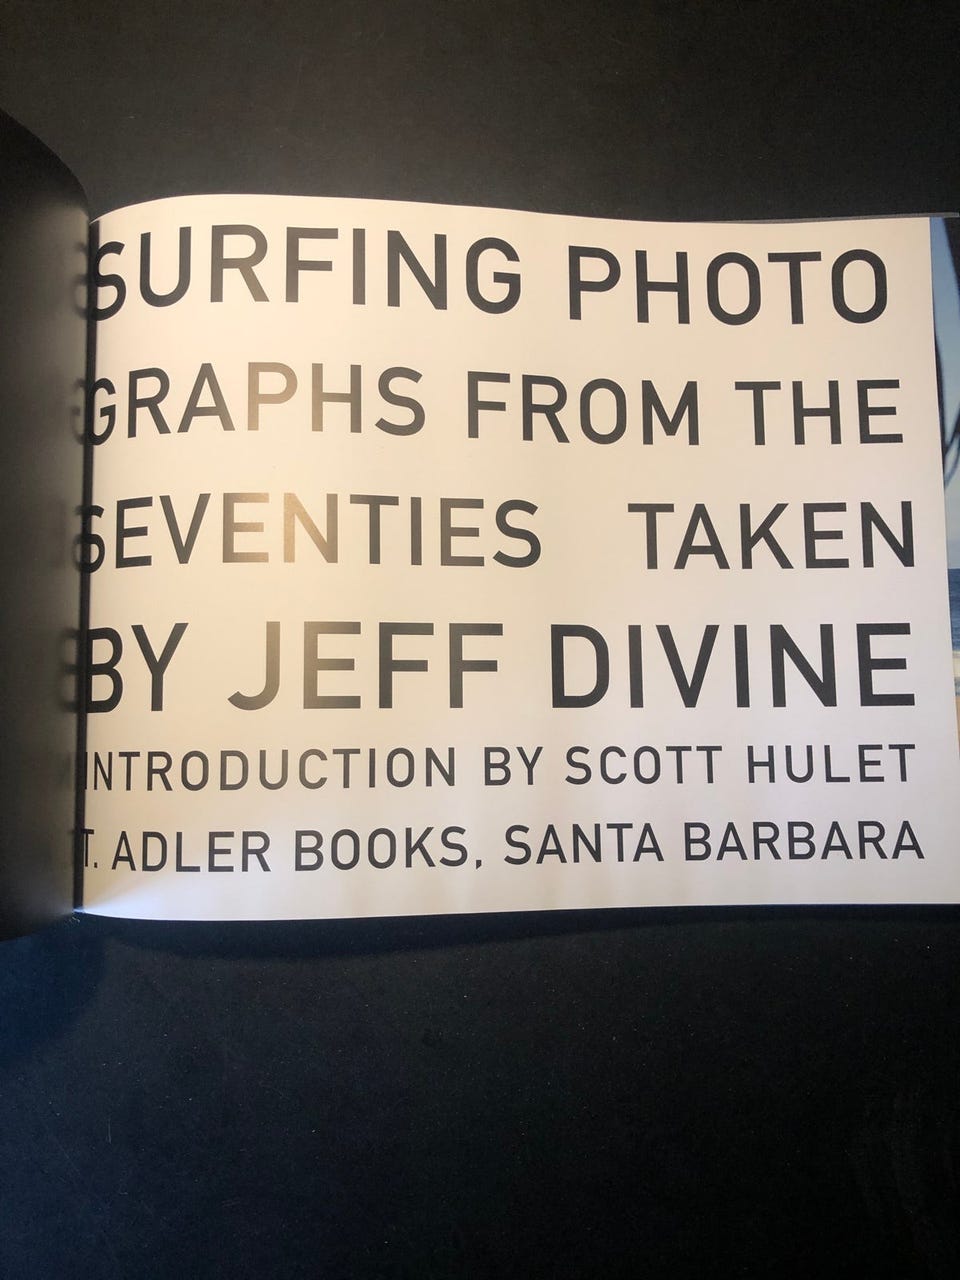 SURFING PHOTO
GRAPHS FROM THE
SEVENTIES TAKEN
BY JEFF DIVINE
INTRODUCTION BY SCOTT HULET
T. ADLER BOOKS, SANTA BARBARA